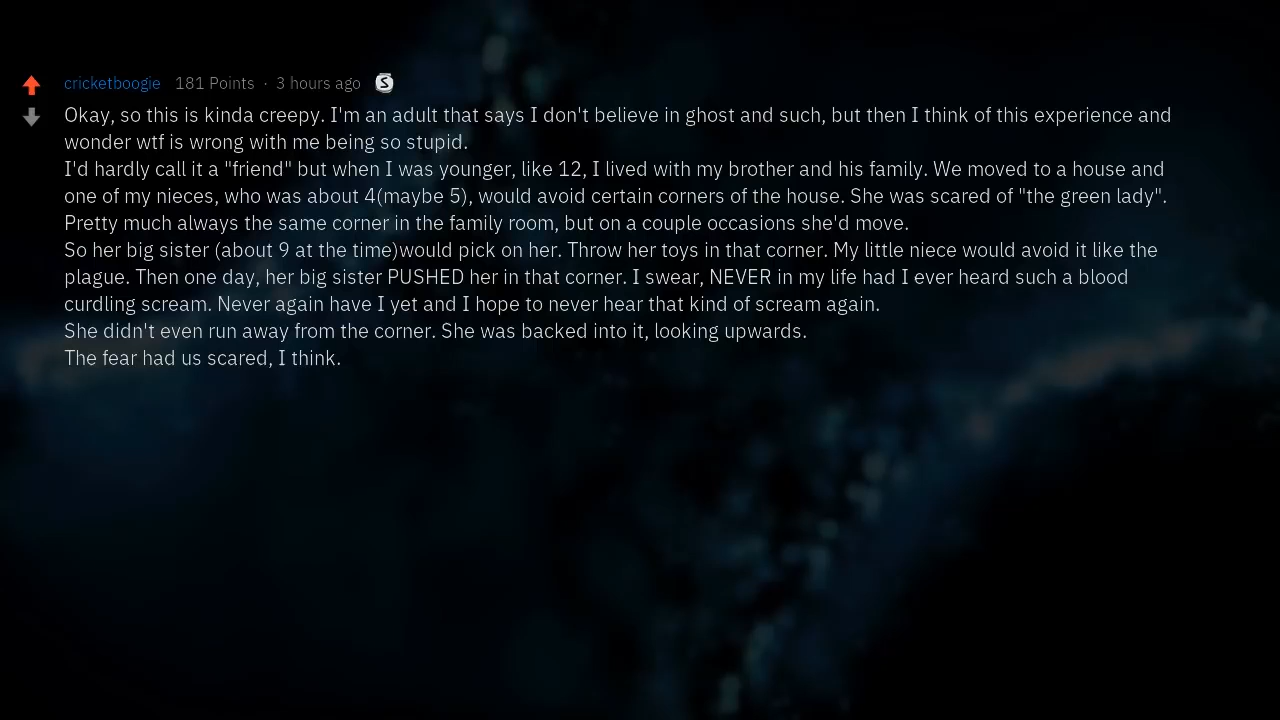 cricketboogie 181 Points · 3 hours ago S
Okay, so this is kinda creepy. I'm an adult that says I don't believe in ghost and such, but then I think of this experience and
wonder wtf is wrong with me being so stupid.
I'd hardly call it a "friend" but when I was younger, like 12, I lived with my brother and his family. We moved to a house and
one of my nieces, who was about 4(maybe 5), would avoid certain corners of the house. She was scared of "the green lady".
Pretty much always the same corner in the family room, but on a couple occasions she'd move.
So her big sister (about 9 at the time)would pick on her. Throw her toys in that corner. My little niece would avoid it like the
plague. Then one day, her big sister PUSHED her in that corner. I swear, NEVER in my life had I ever heard such a blood
curdling scream. Never again have I yet and I hope to never hear that kind of scream again.
She didn't even run away from the corner. She was backed into it, looking upwards.
The fear had us scared, I think.